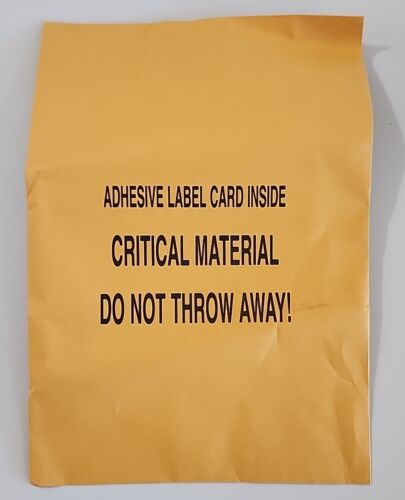 ADHESIVE LABEL CARD INSIDE
CRITICAL MATERIAL
DO NOT THROW AWAY!